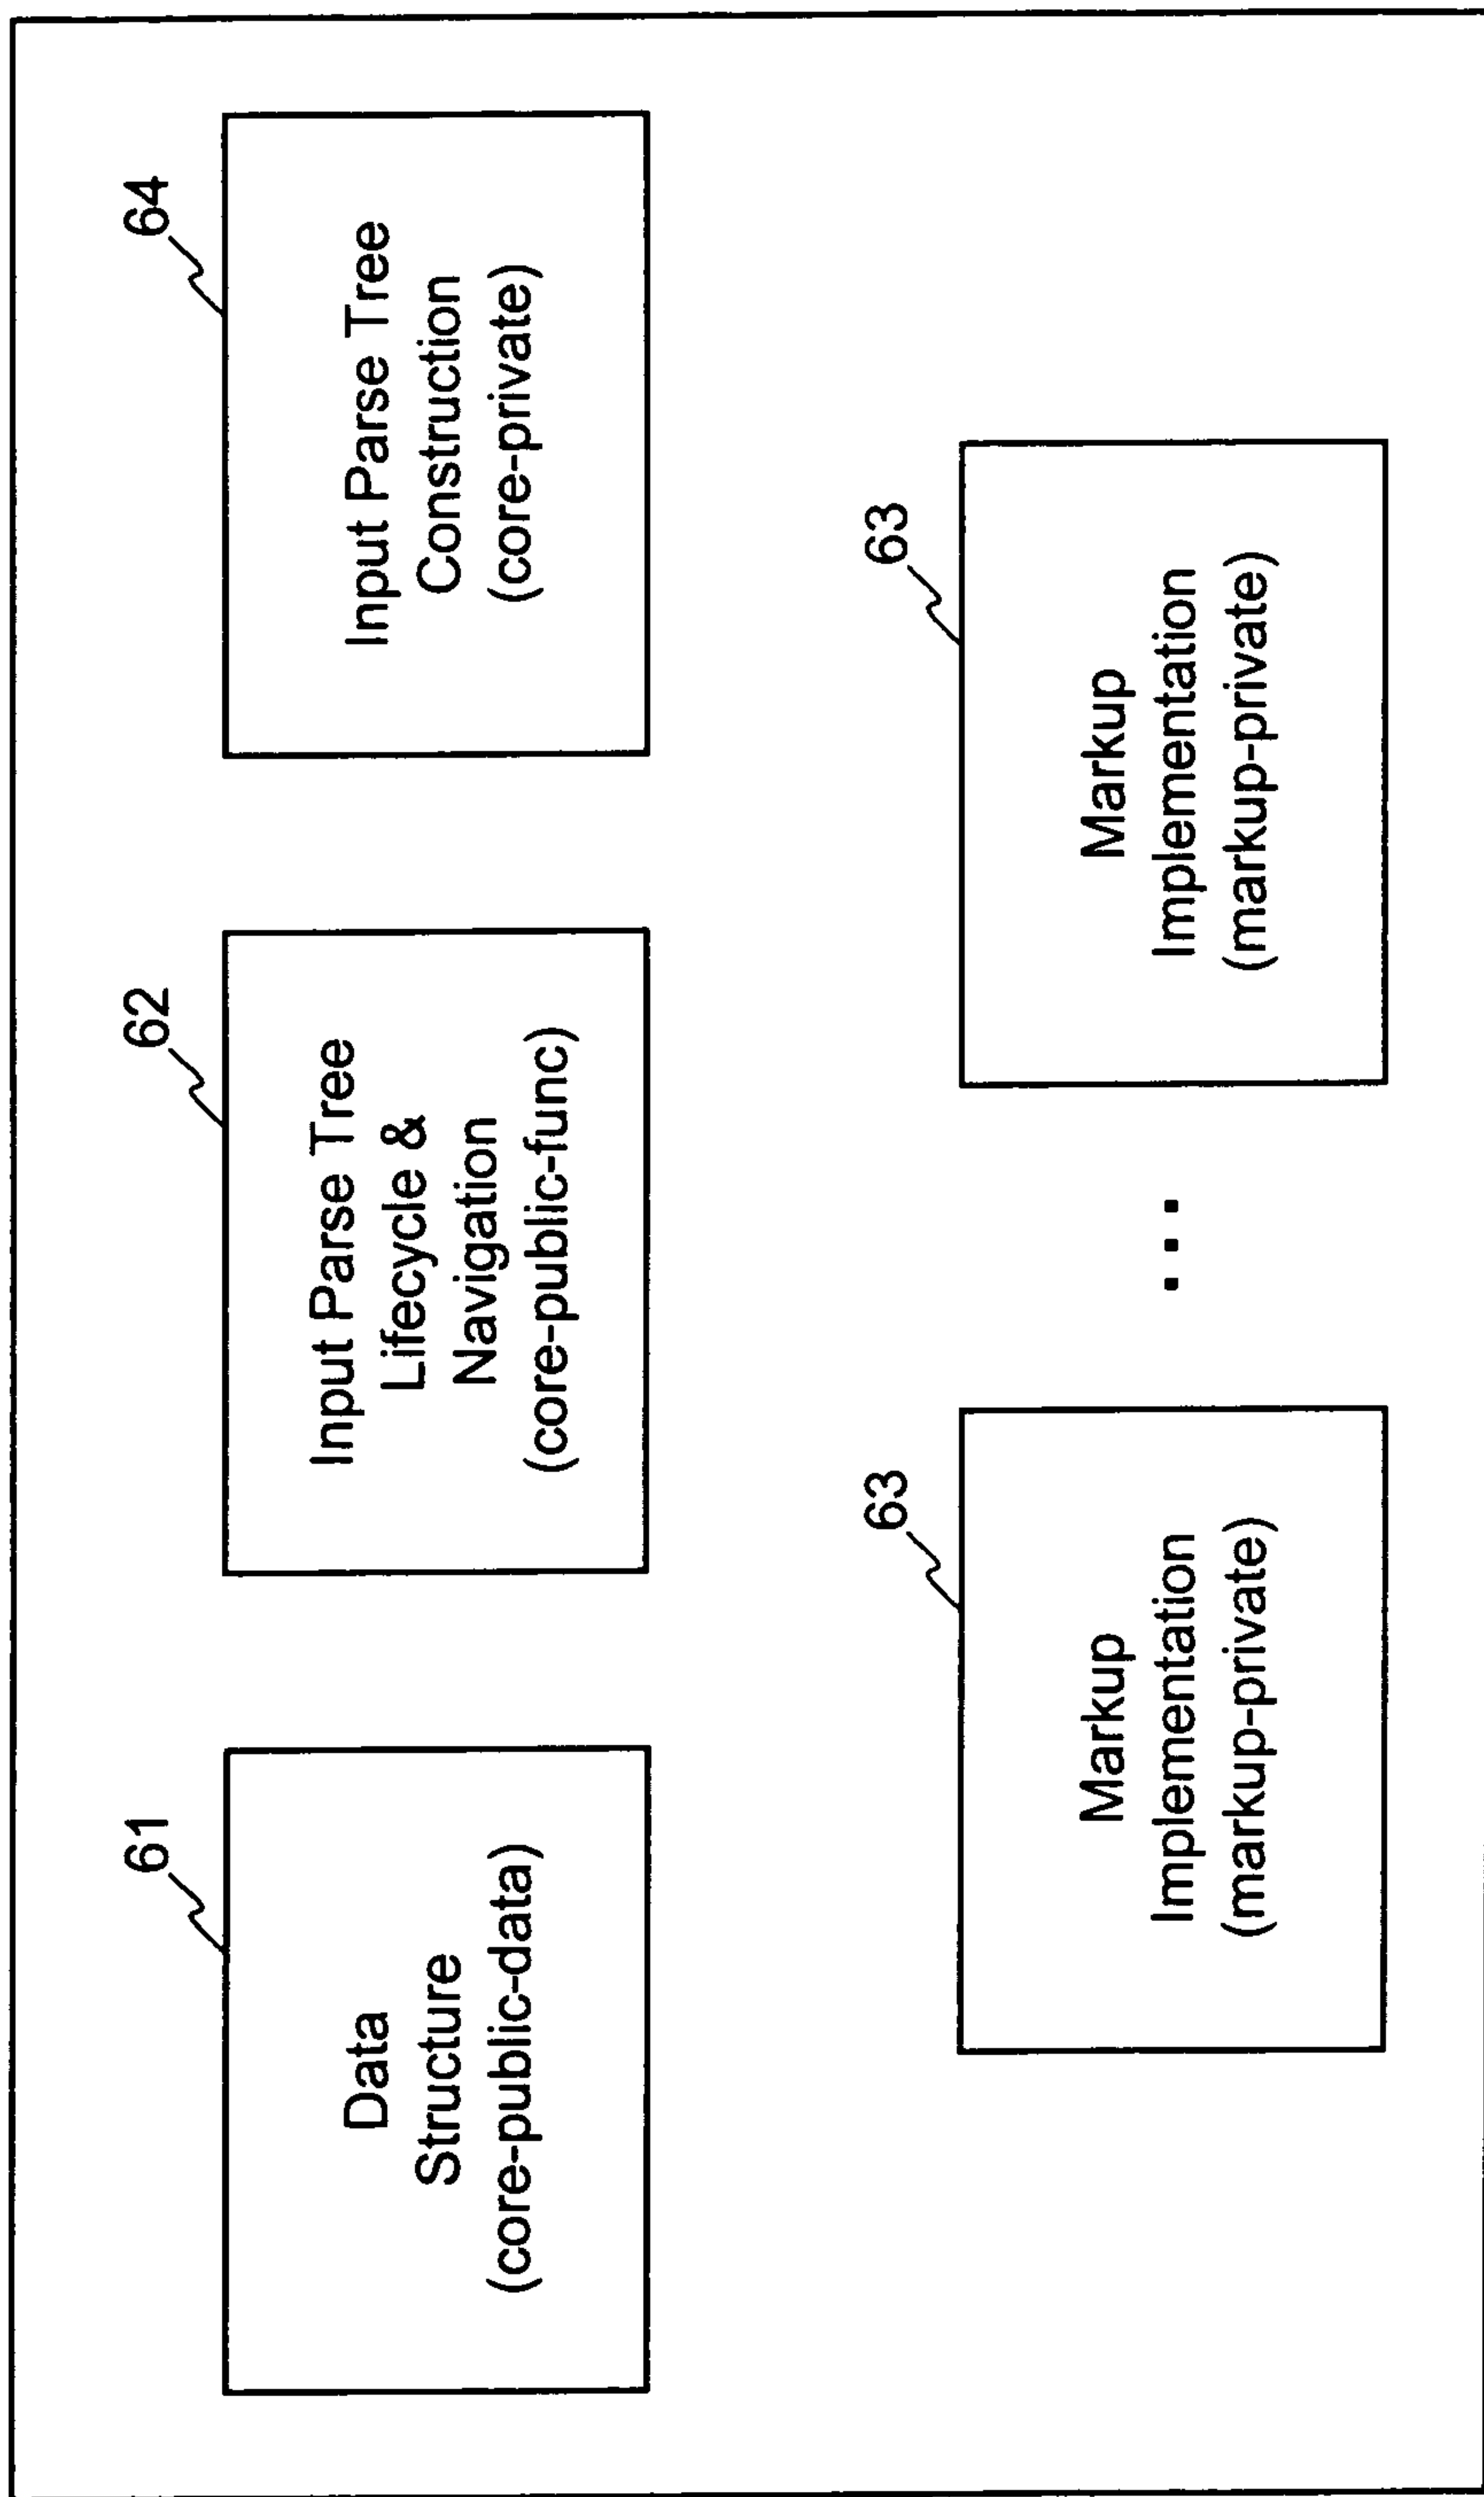 61
Data
Structure
(core-public-data)
62
Input Parse Tree
Lifecycle &
Navigation
(core-public-func)
64
Input Parse Tree
Construction
(core-private)
63
Markup
Implementation
(markup-private)
...
63
Markup
Implementation
(markup-private)